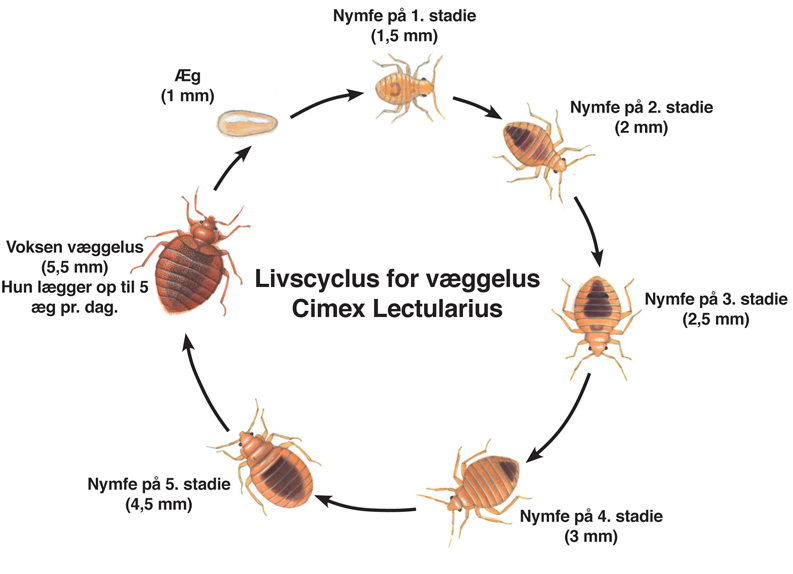 Livscyclus for væggelus
Cimex Lectularius
Æg
(1 mm)
Nymfe på 1. stadie
(1,5 mm)
Nymfe på 2. stadie
(2 mm)
Nymfe på 3. stadie
(2,5 mm)
Nymfe på 4. stadie
(3 mm)
Nymfe på 5. stadie
(4,5 mm)
Voksen væggelus
(5,5 mm)
Hun lægger op til 5
æg pr. dag.